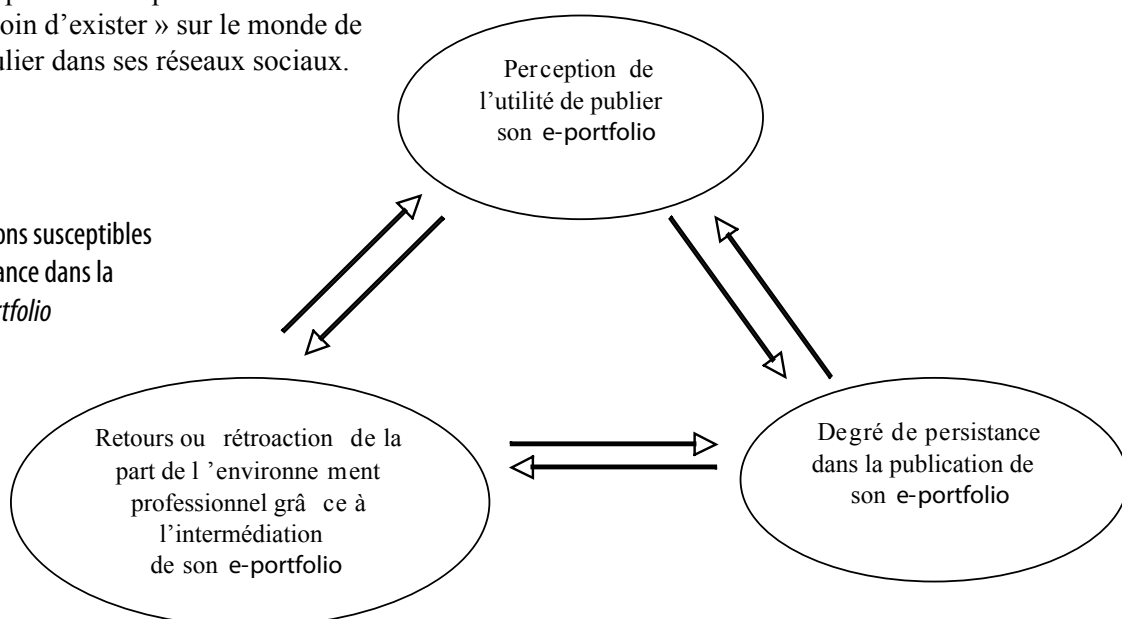 oin d'exister » sur le monde de
ulier dans ses réseaux sociaux.
Perception de
l'utilité de publier
son e-portfolio
ons susceptibles
ance dans la
rtfolio
Retours ou rétroaction de la
part de l'environnement
professionnel grâce à
l'intermédiation
de son e-portfolio
Degré de persistance
dans la publication de
son e-portfolio